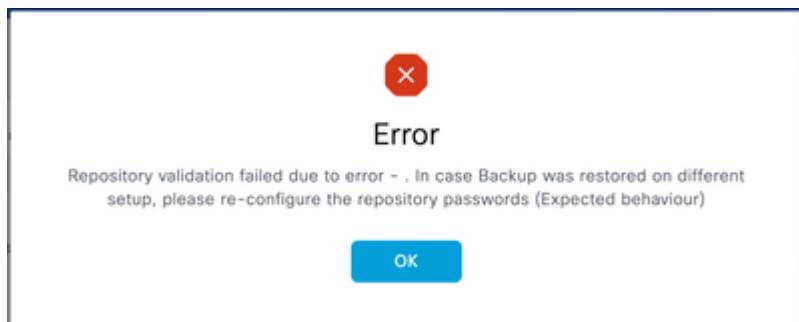 Error
Repository validation failed due to error - . In case Backup was restored on different
setup, please re-configure the repository passwords (Expected behaviour)
OK